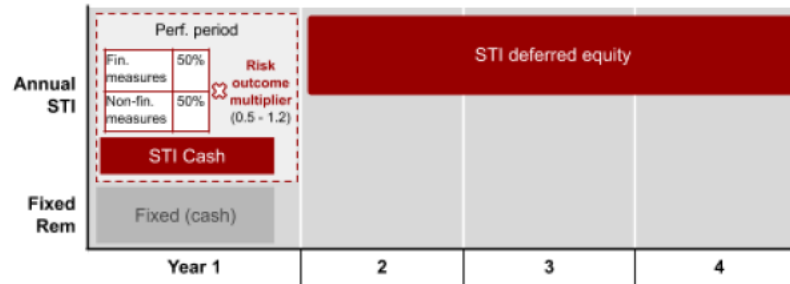 Perf. period
Fin. 50%
measures
Non-fin. 50%
measures
Risk
outcome
multiplier
(0.5 - 1.2)
STI deferred equity
Annual
STI
STI Cash
Fixed
Rem
Fixed (cash)
Year 1 2 3 4